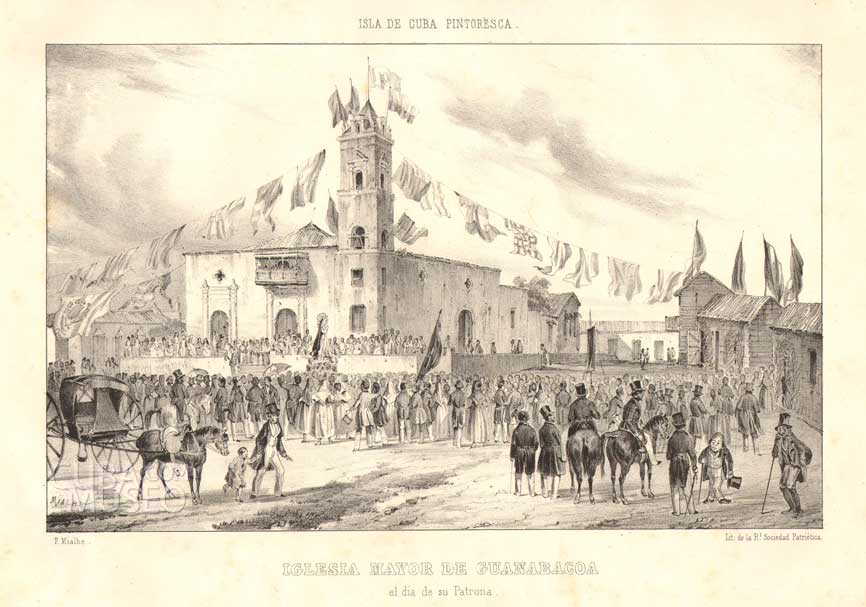 ISLA DE CUBA PINTORESCA.
MIALHE
F. Mialhe.
Lit. de la Rl. Sociedad Patriótica.
IGLESIA MAYOR DE GUANABACOA
el dia de su Patrona.